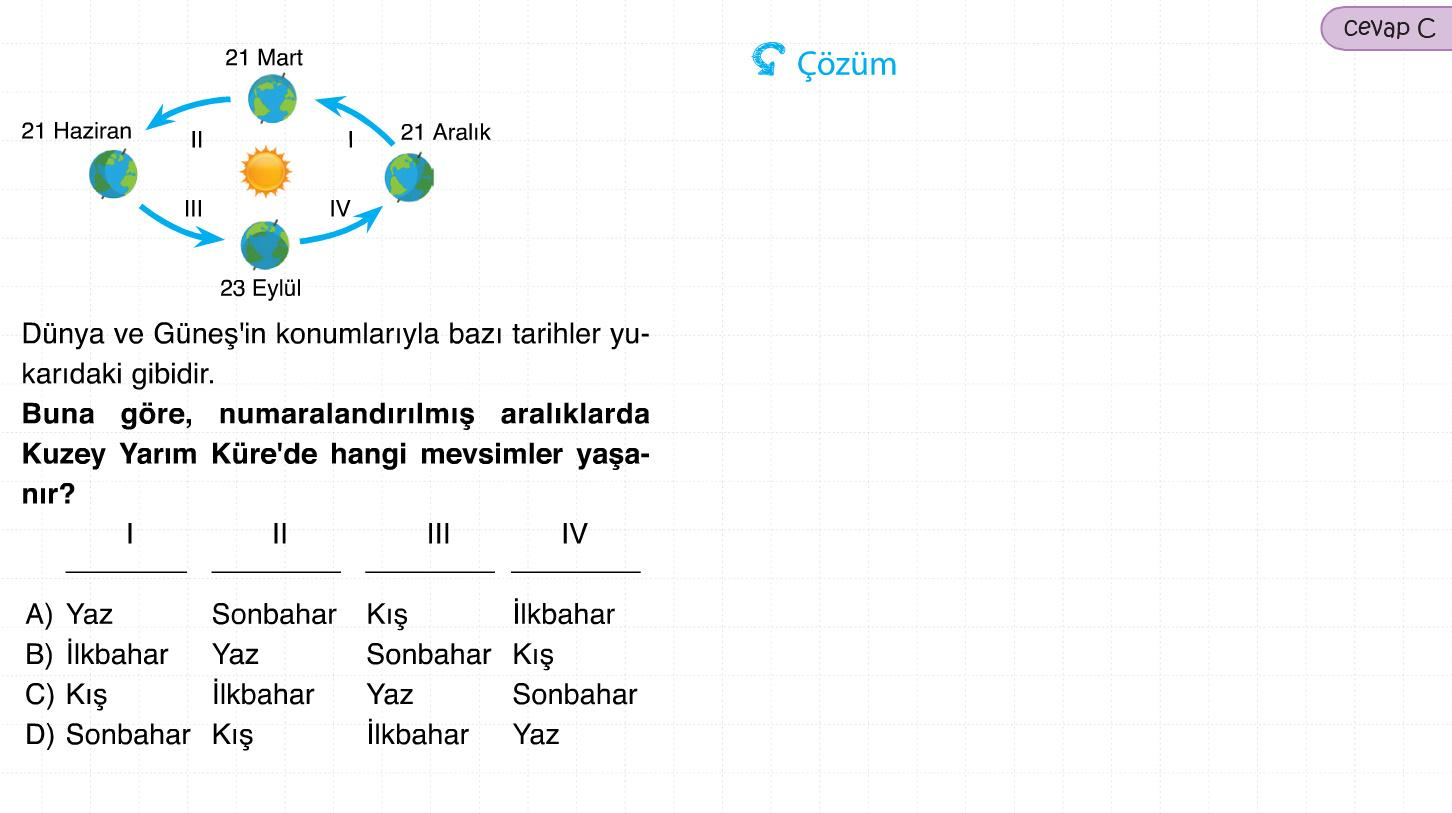 cevap C
Çözüm
21 Mart
21 Haziran
21 Aralık
II
I
III
IV
23 Eylül
Dünya ve Güneş'in konumlarıyla bazı tarihler yu-
karıdaki gibidir.
Buna göre, numaralandırılmış aralıklarda
Kuzey Yarım Küre'de hangi mevsimler yaşa-
nır?
I II III IV
A) Yaz Sonbahar Kış İlkbahar
B) İlkbahar Yaz Sonbahar Kış
C) Kış İlkbahar Yaz Sonbahar
D) Sonbahar Kış İlkbahar Yaz